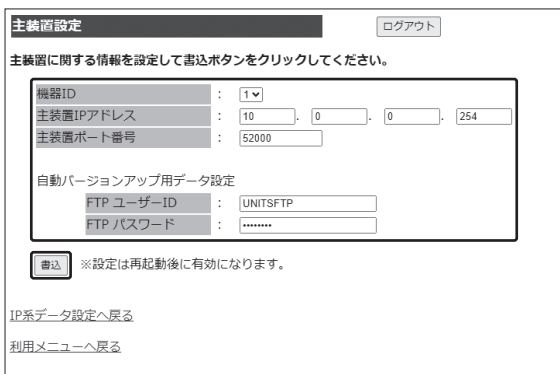 主装置設定 ログアウト
主装置に関する情報を設定して書込ボタンをクリックしてください。
機器ID : 1
主装置IPアドレス : 10 . 0 . 0 . 254
主装置ポート番号 : 52000
自動バージョンアップ用データ設定
FTP ユーザーID : UNITSFTP
FTP パスワード : ••••••••
書込 ※設定は再起動後に有効になります。
IP系データ設定へ戻る
利用メニューへ戻る